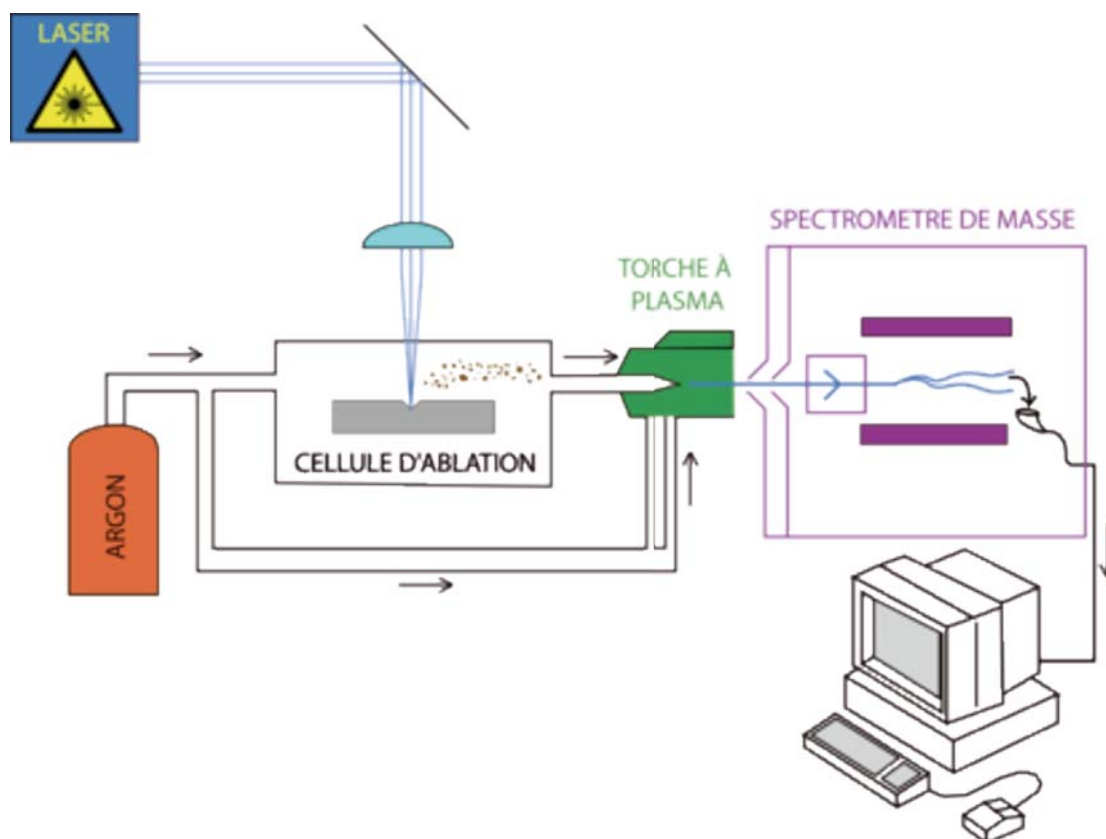 LASER
SPECTROMETRE DE MASSE
TORCHE À
PLASMA
CELLULE D'ABLATION
ARGON